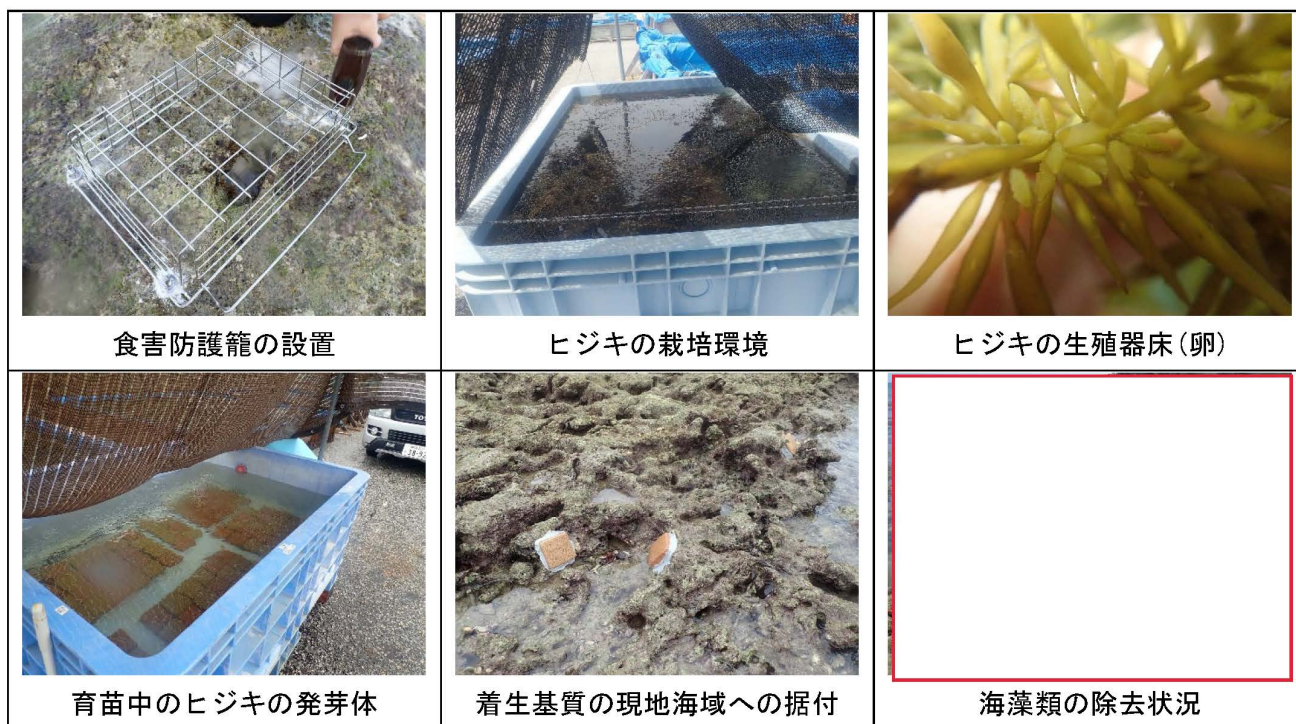 食害防護籠の設置
ヒジキの栽培環境
ヒジキの生殖器床(卵)
育苗中のヒジキの発芽体
着生基質の現地海域への据付
海藻類の除去状況